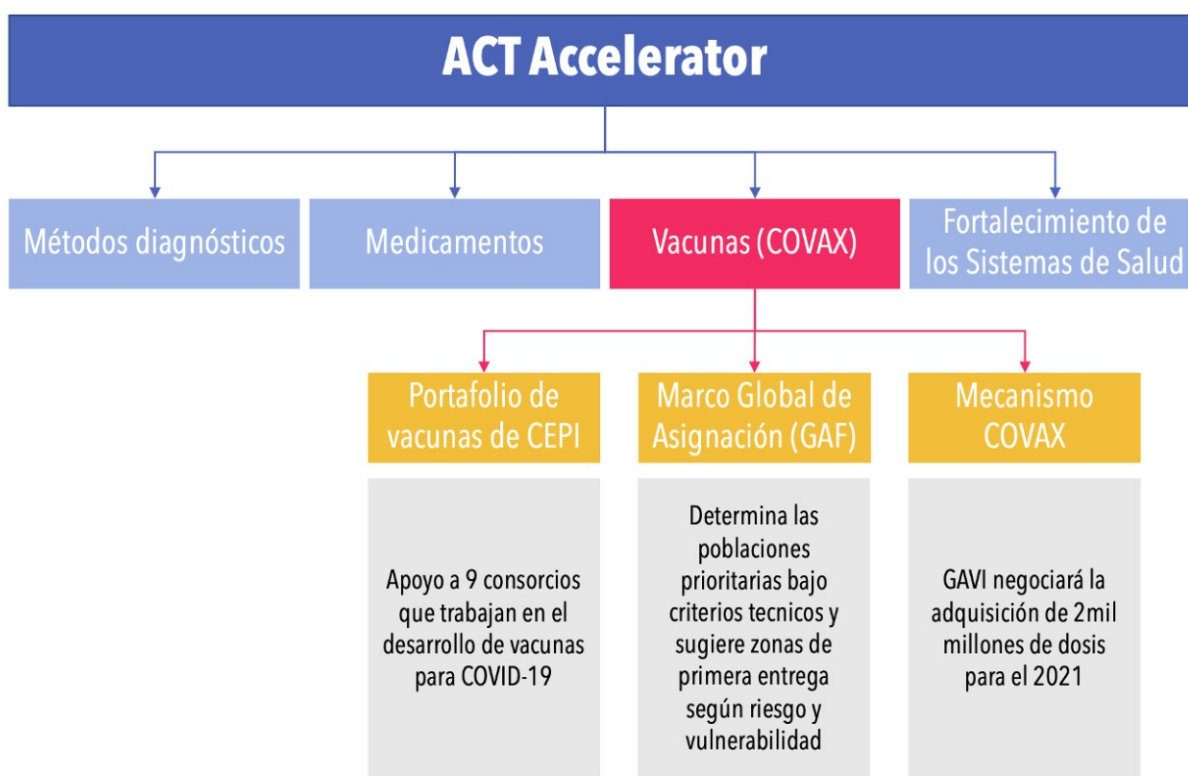 ACT Accelerator
Métodos diagnósticos
Medicamentos
Vacunas (COVAX)
Fortalecimiento de
los Sistemas de Salud
Portafolio de
vacunas de CEPI
Marco Global de
Asignación (GAF)
Mecanismo
COVAX
Apoyo a 9 consorcios
que trabajan en el
desarrollo de vacunas
para COVID-19
Determina las
poblaciones
prioritarias bajo
criterios tecnicos y
sugiere zonas de
primera entrega
según riesgo y
vulnerabilidad
GAVI negociará la
adquisición de 2mil
millones de dosis
para el 2021